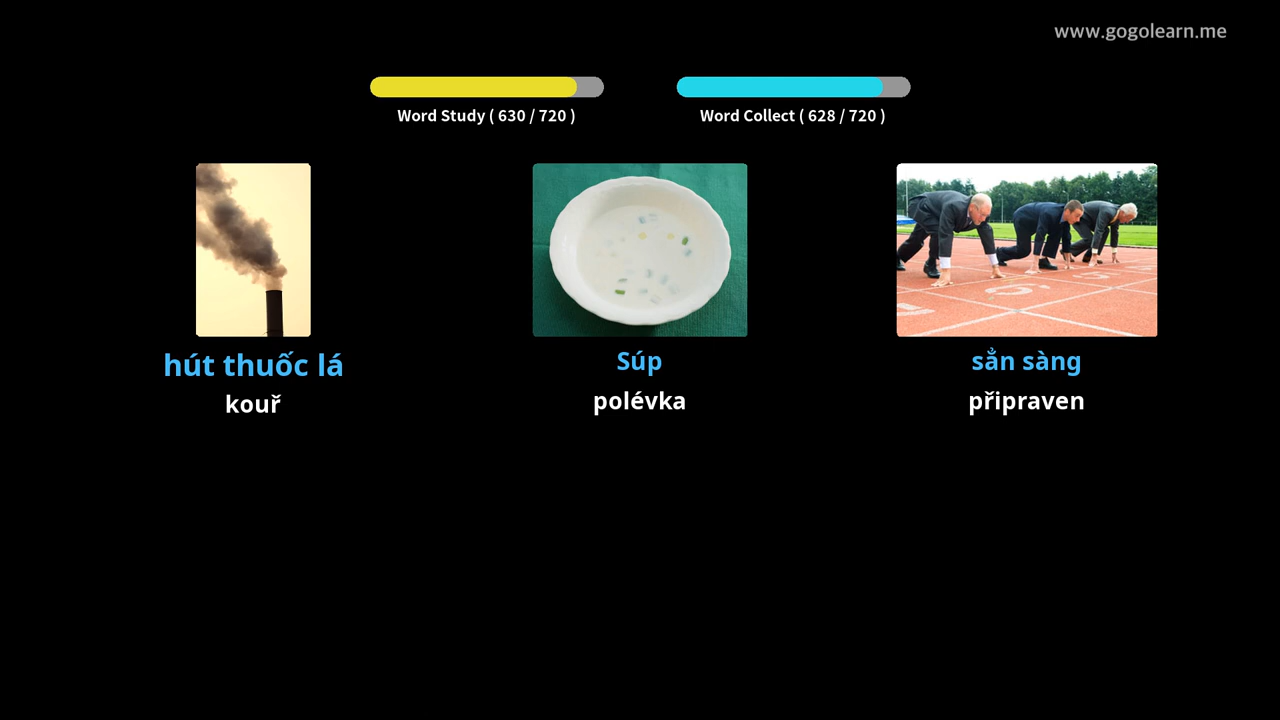 www.gogolearn.me
Word Study ( 630 / 720 )
Word Collect ( 628 / 720 )
hút thuốc lá
kouř
Súp
polévka
sẳn sàng
připraven